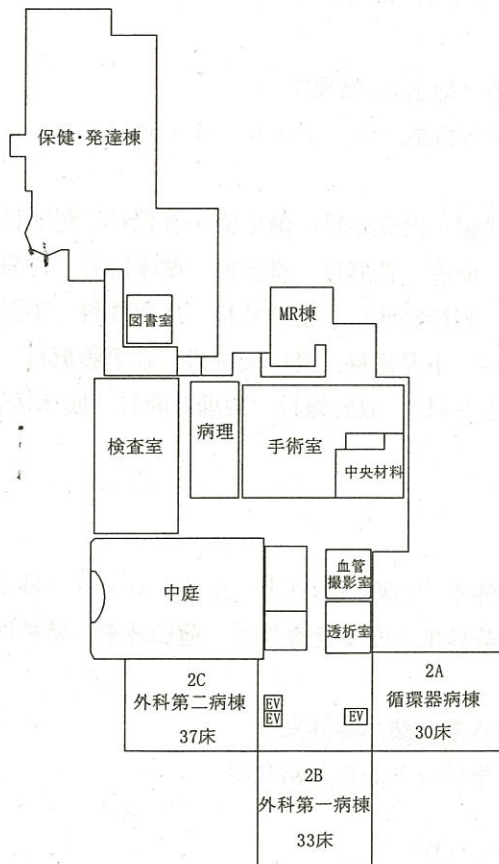 保健・発達棟
図書室
MR棟
検査室
病理
手術室
中央材料
中庭
血管
撮影室
透析室
2C
外科第二病棟
37床
EV
EV
EV
2A
循環器病棟
30床
2B
外科第一病棟
33床